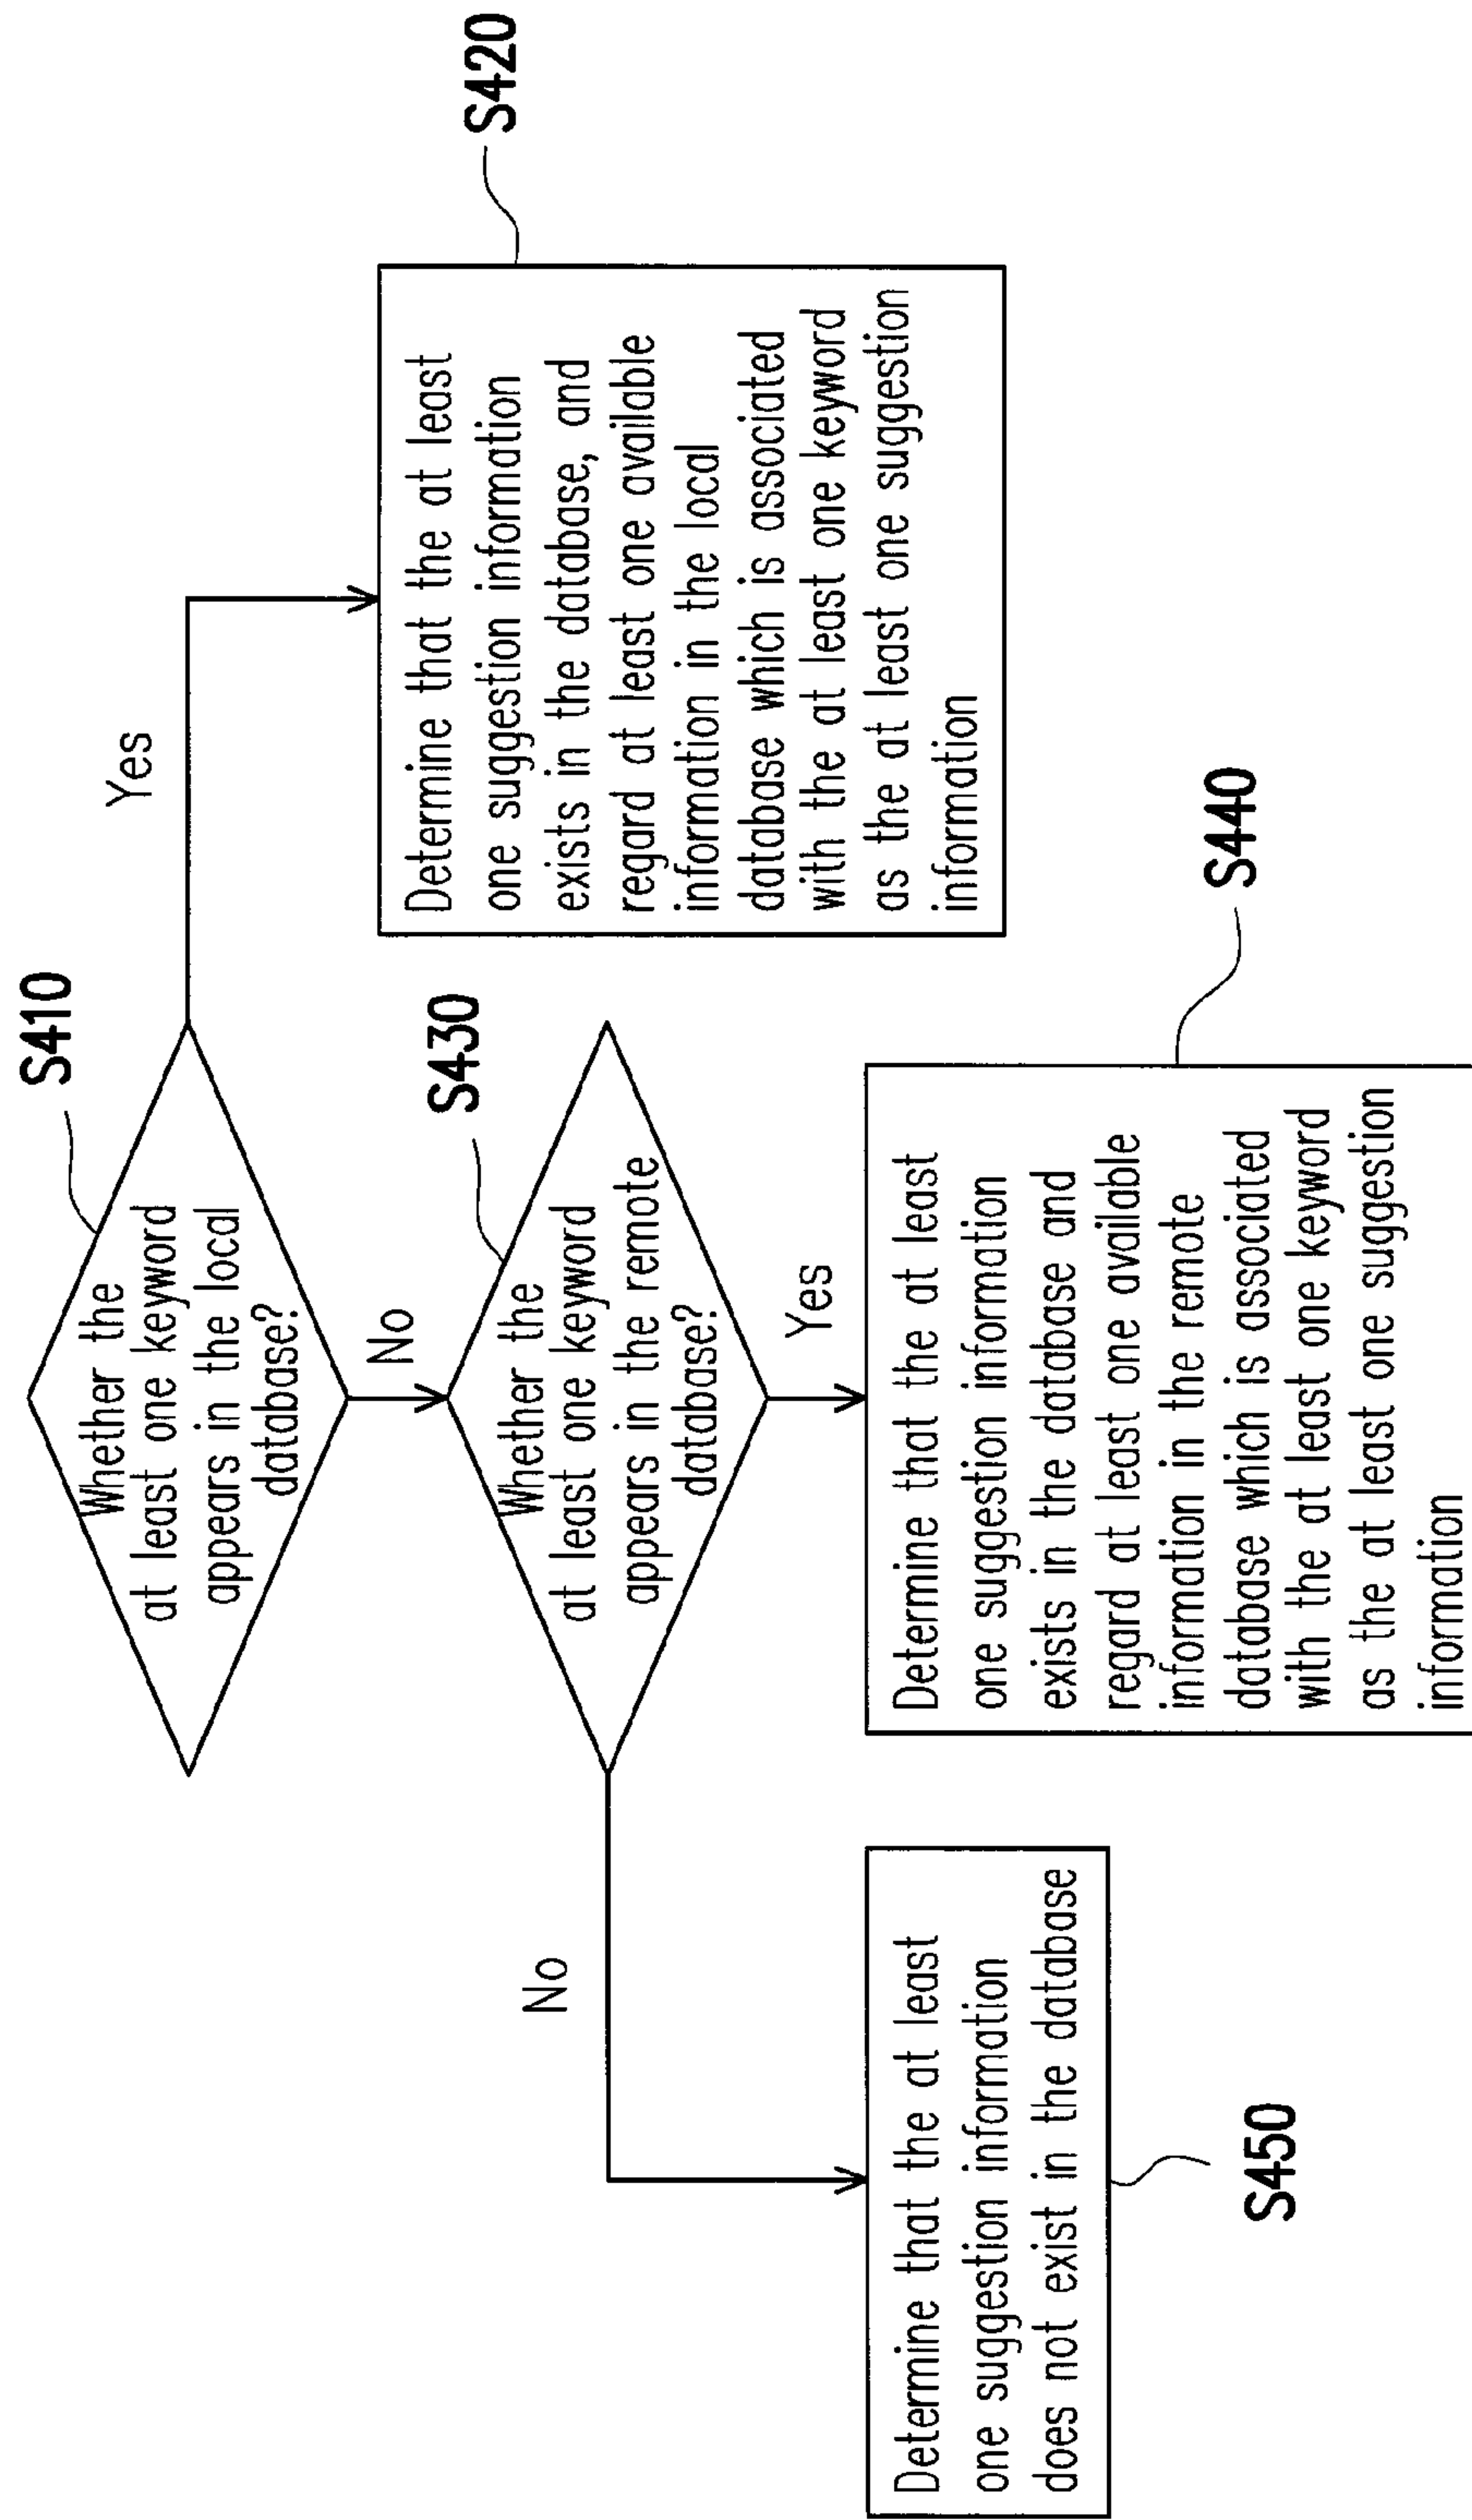 S410
Whether the
at least one keyword
appears in the local
database?
Yes
No
S420
Determine that the at least
one suggestion information
exists in the database, and
regard at least one available
information in the local
database which is associated
with the at least one keyword
as the at least one suggestion
information
S430
Whether the
at least one keyword
appears in the remote
database?
No
Yes
S440
Determine that the at least
one suggestion information
exists in the database and
regard at least one available
information in the remote
database which is associated
with the at least one keyword
as the at least one suggestion
information
Determine that the at least
one suggestion information
does not exist in the database
S450